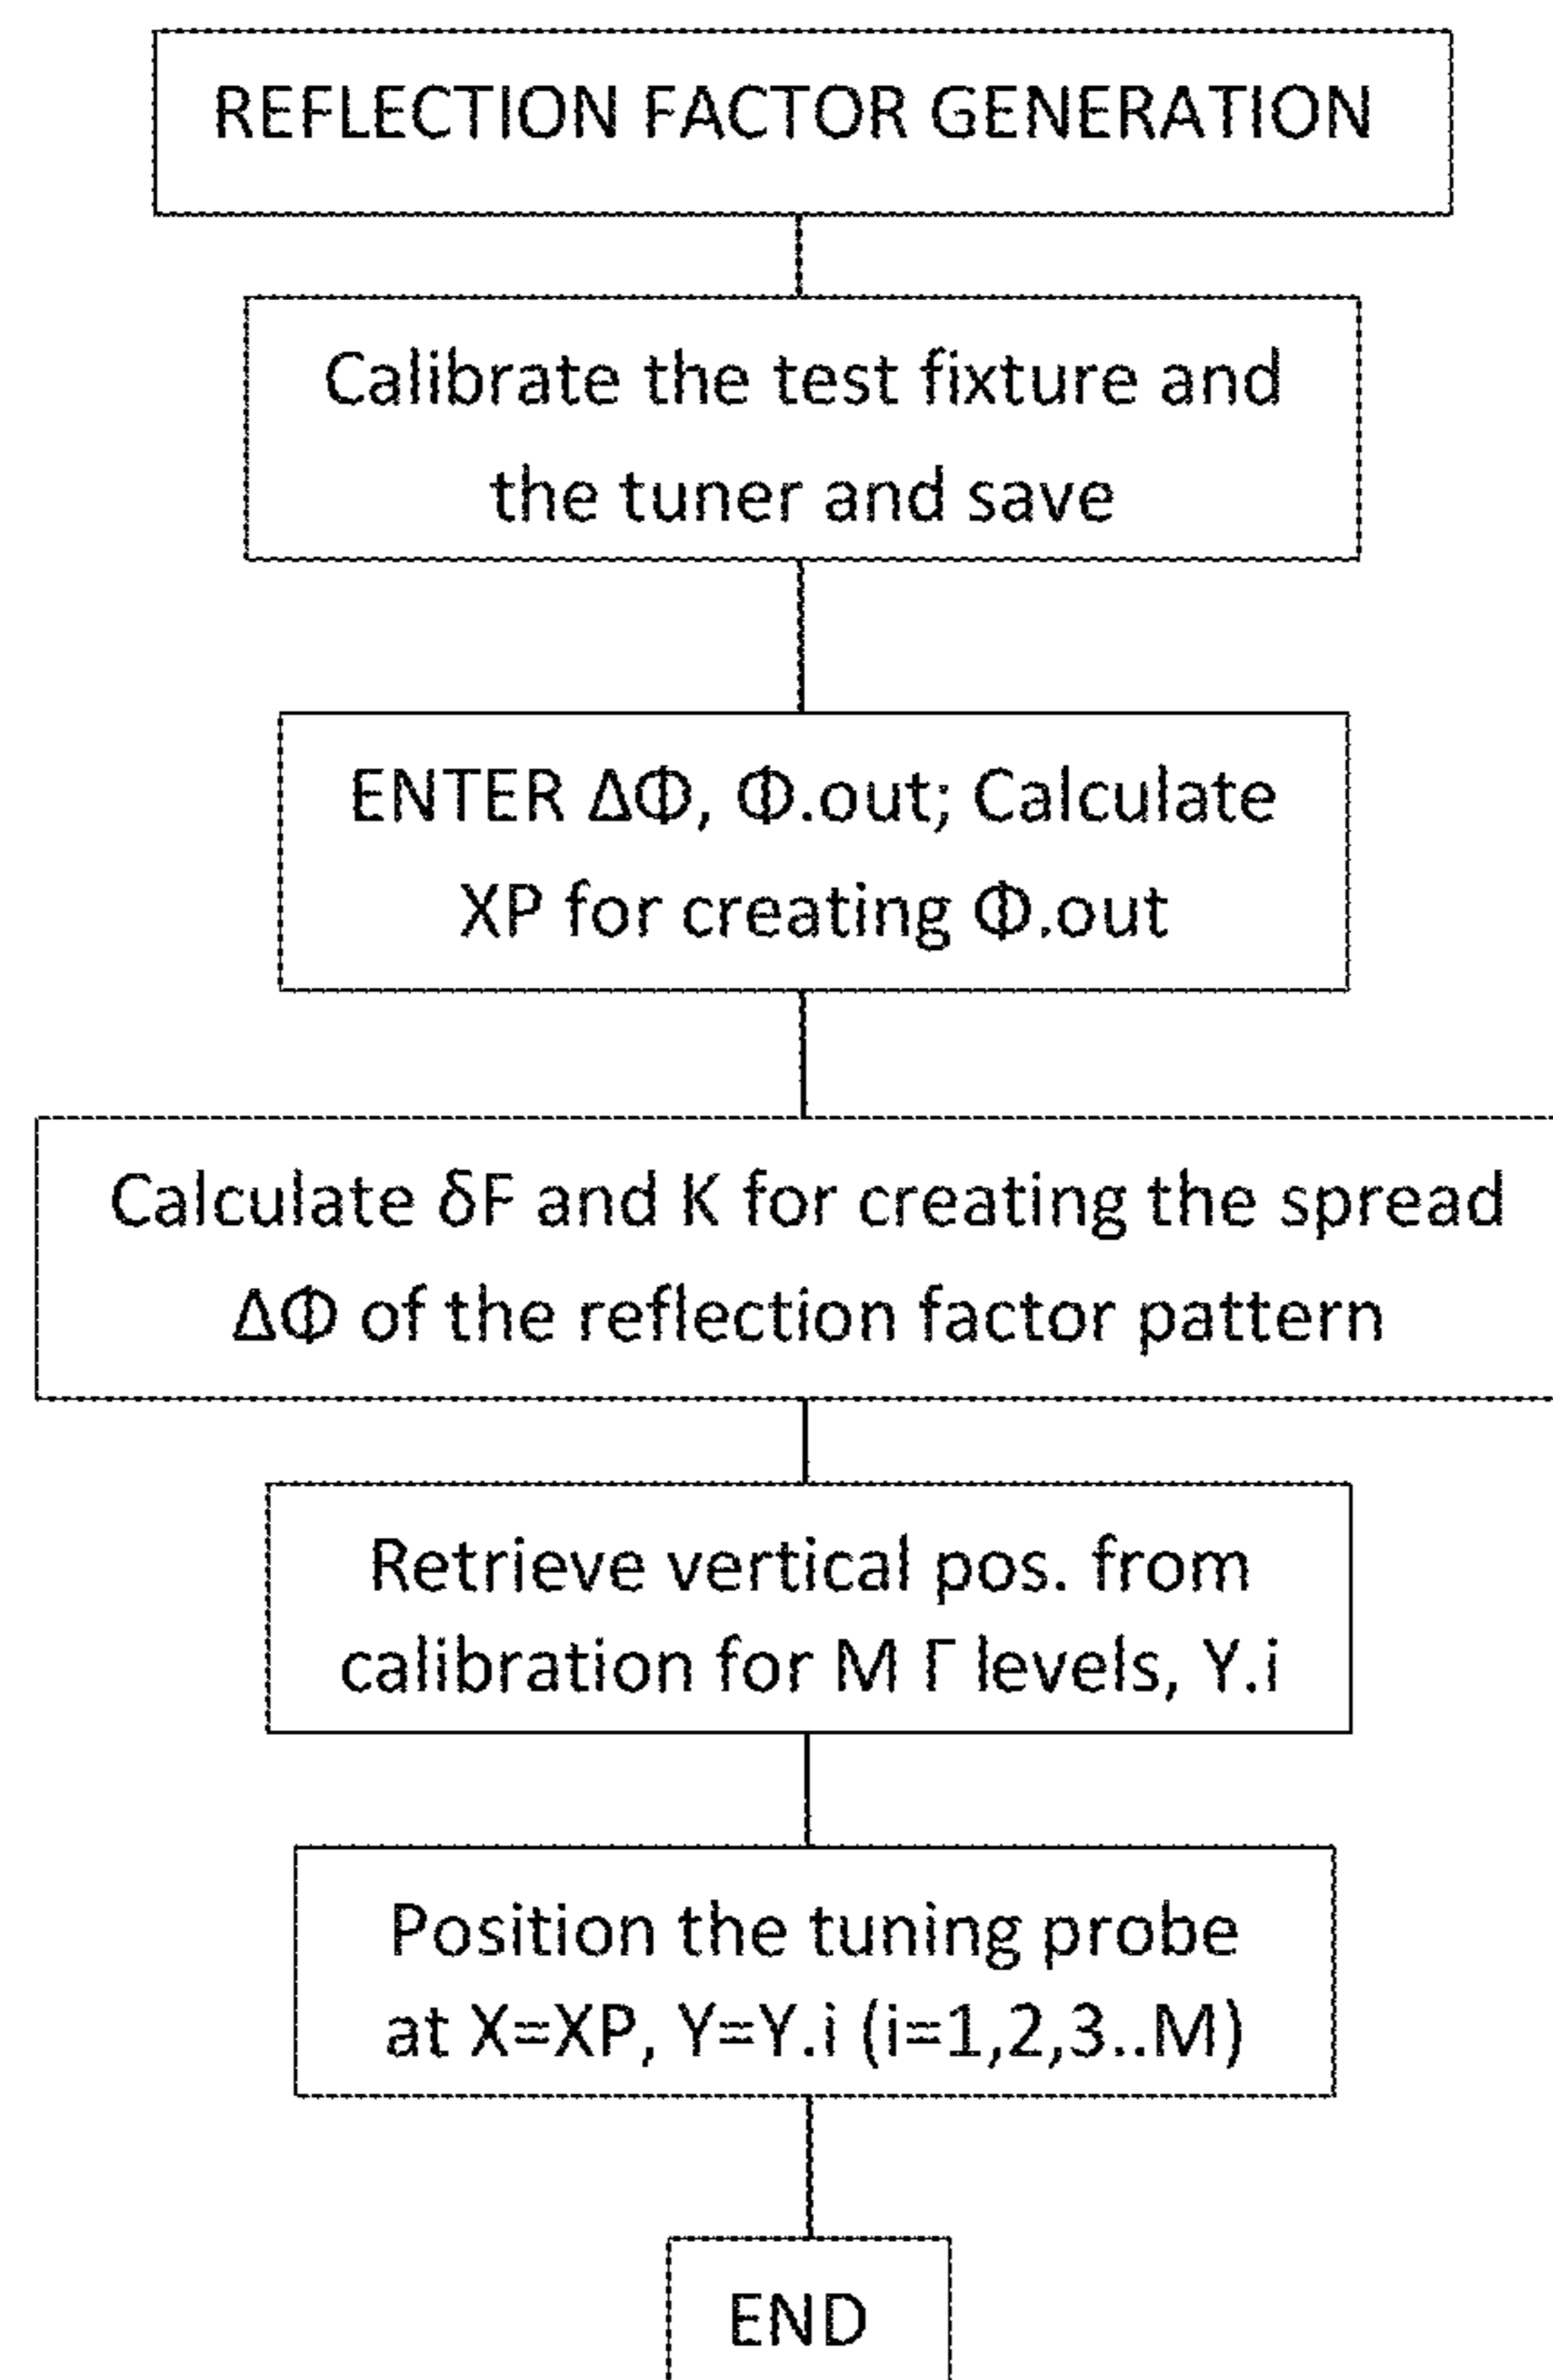 REFLECTION FACTOR GENERATION
Calibrate the test fixture and
the tuner and save
ENTER ΔΦ, Φ.out; Calculate
XP for creating Φ.out
Calculate δF and K for creating the spread
ΔΦ of the reflection factor pattern
Retrieve vertical pos. from
calibration for M Γ levels, Y.i
Position the tuning probe
at X=XP, Y=Y.i (i=1,2,3..M)
END